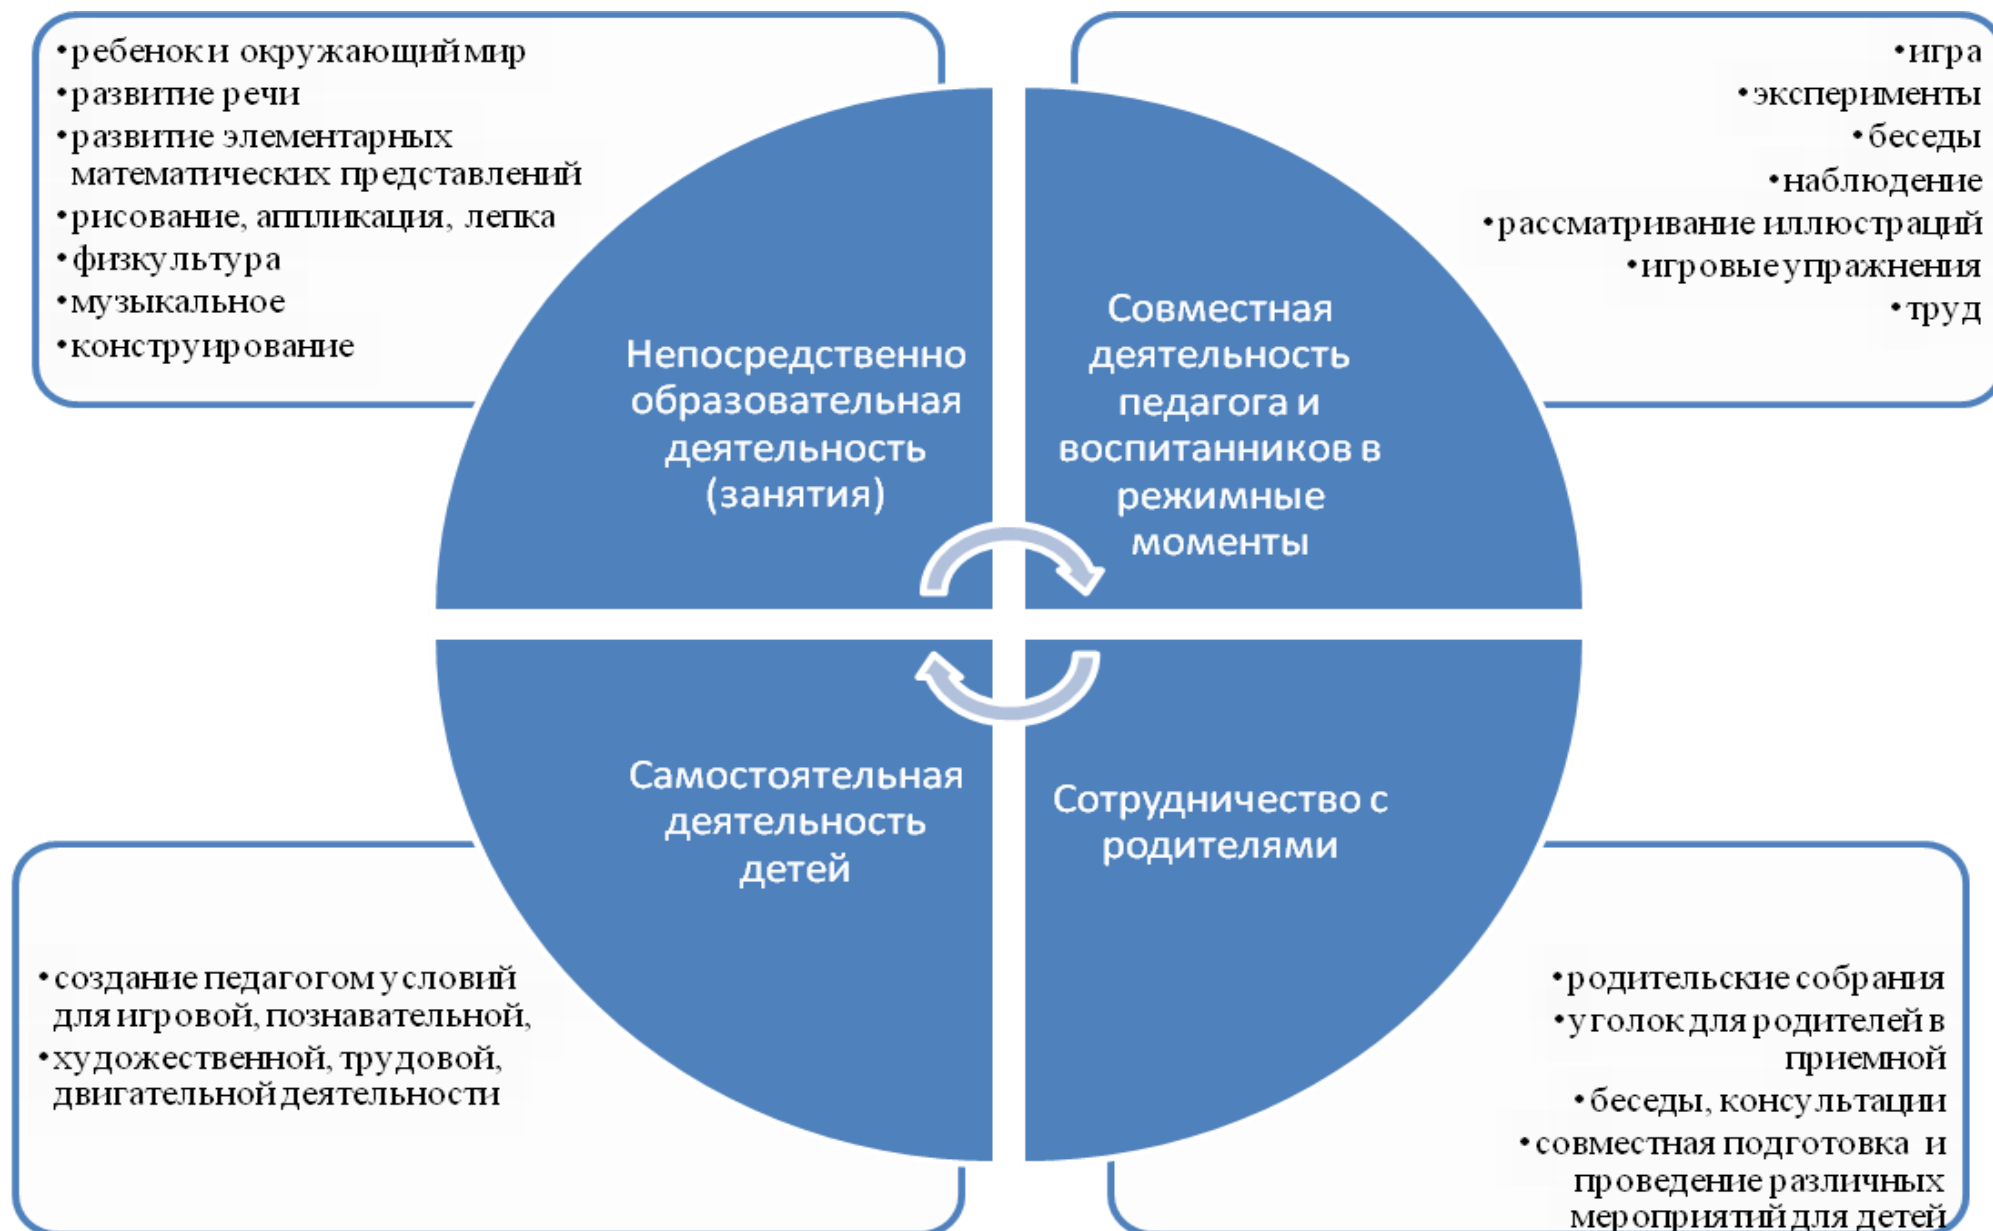 •ребенок и окружающий мир
•развитие речи
•развитие элементарных
математических представлений
•рисование, аппликация, лепка
•физкультура
•музыкальное
•конструирование
•игра
•эксперименты
•беседы
•наблюдение
•рассматривание иллюстраций
•игровые упражнения
•труд
Непосредственно
образовательная
деятельность
(занятия)
Совместная
деятельность
педагога и
воспитанников в
режимные
моменты
Самостоятельная
деятельность
детей
Сотрудничество с
родителями
•создание педагогом условий
для игровой, познавательной,
•художественной, трудовой,
двигательной деятельности
•родительские собрания
•уголок для родителей в
приемной
•беседы, консультации
•совместная подготовка и
проведение различных
мероприятий для детей